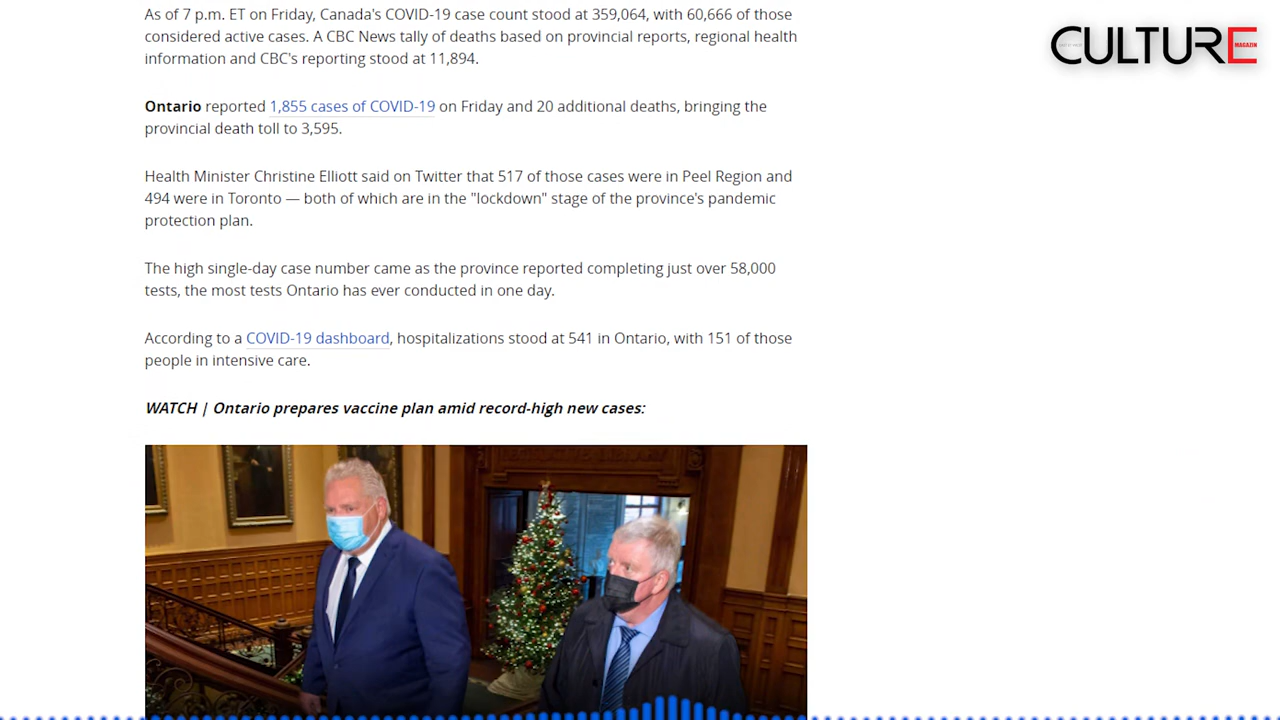 As of 7 p.m. ET on Friday, Canada's COVID-19 case count stood at 359,064, with 60,666 of those
considered active cases. A CBC News tally of deaths based on provincial reports, regional health
information and CBC's reporting stood at 11,894.
CULTURE
MAGAZIN
Ontario reported 1,855 cases of COVID-19 on Friday and 20 additional deaths, bringing the
provincial death toll to 3,595.
Health Minister Christine Elliott said on Twitter that 517 of those cases were in Peel Region and
494 were in Toronto — both of which are in the "lockdown" stage of the province's pandemic
protection plan.
The high single-day case number came as the province reported completing just over 58,000
tests, the most tests Ontario has ever conducted in one day.
According to a COVID-19 dashboard, hospitalizations stood at 541 in Ontario, with 151 of those
people in intensive care.
WATCH | Ontario prepares vaccine plan amid record-high new cases: